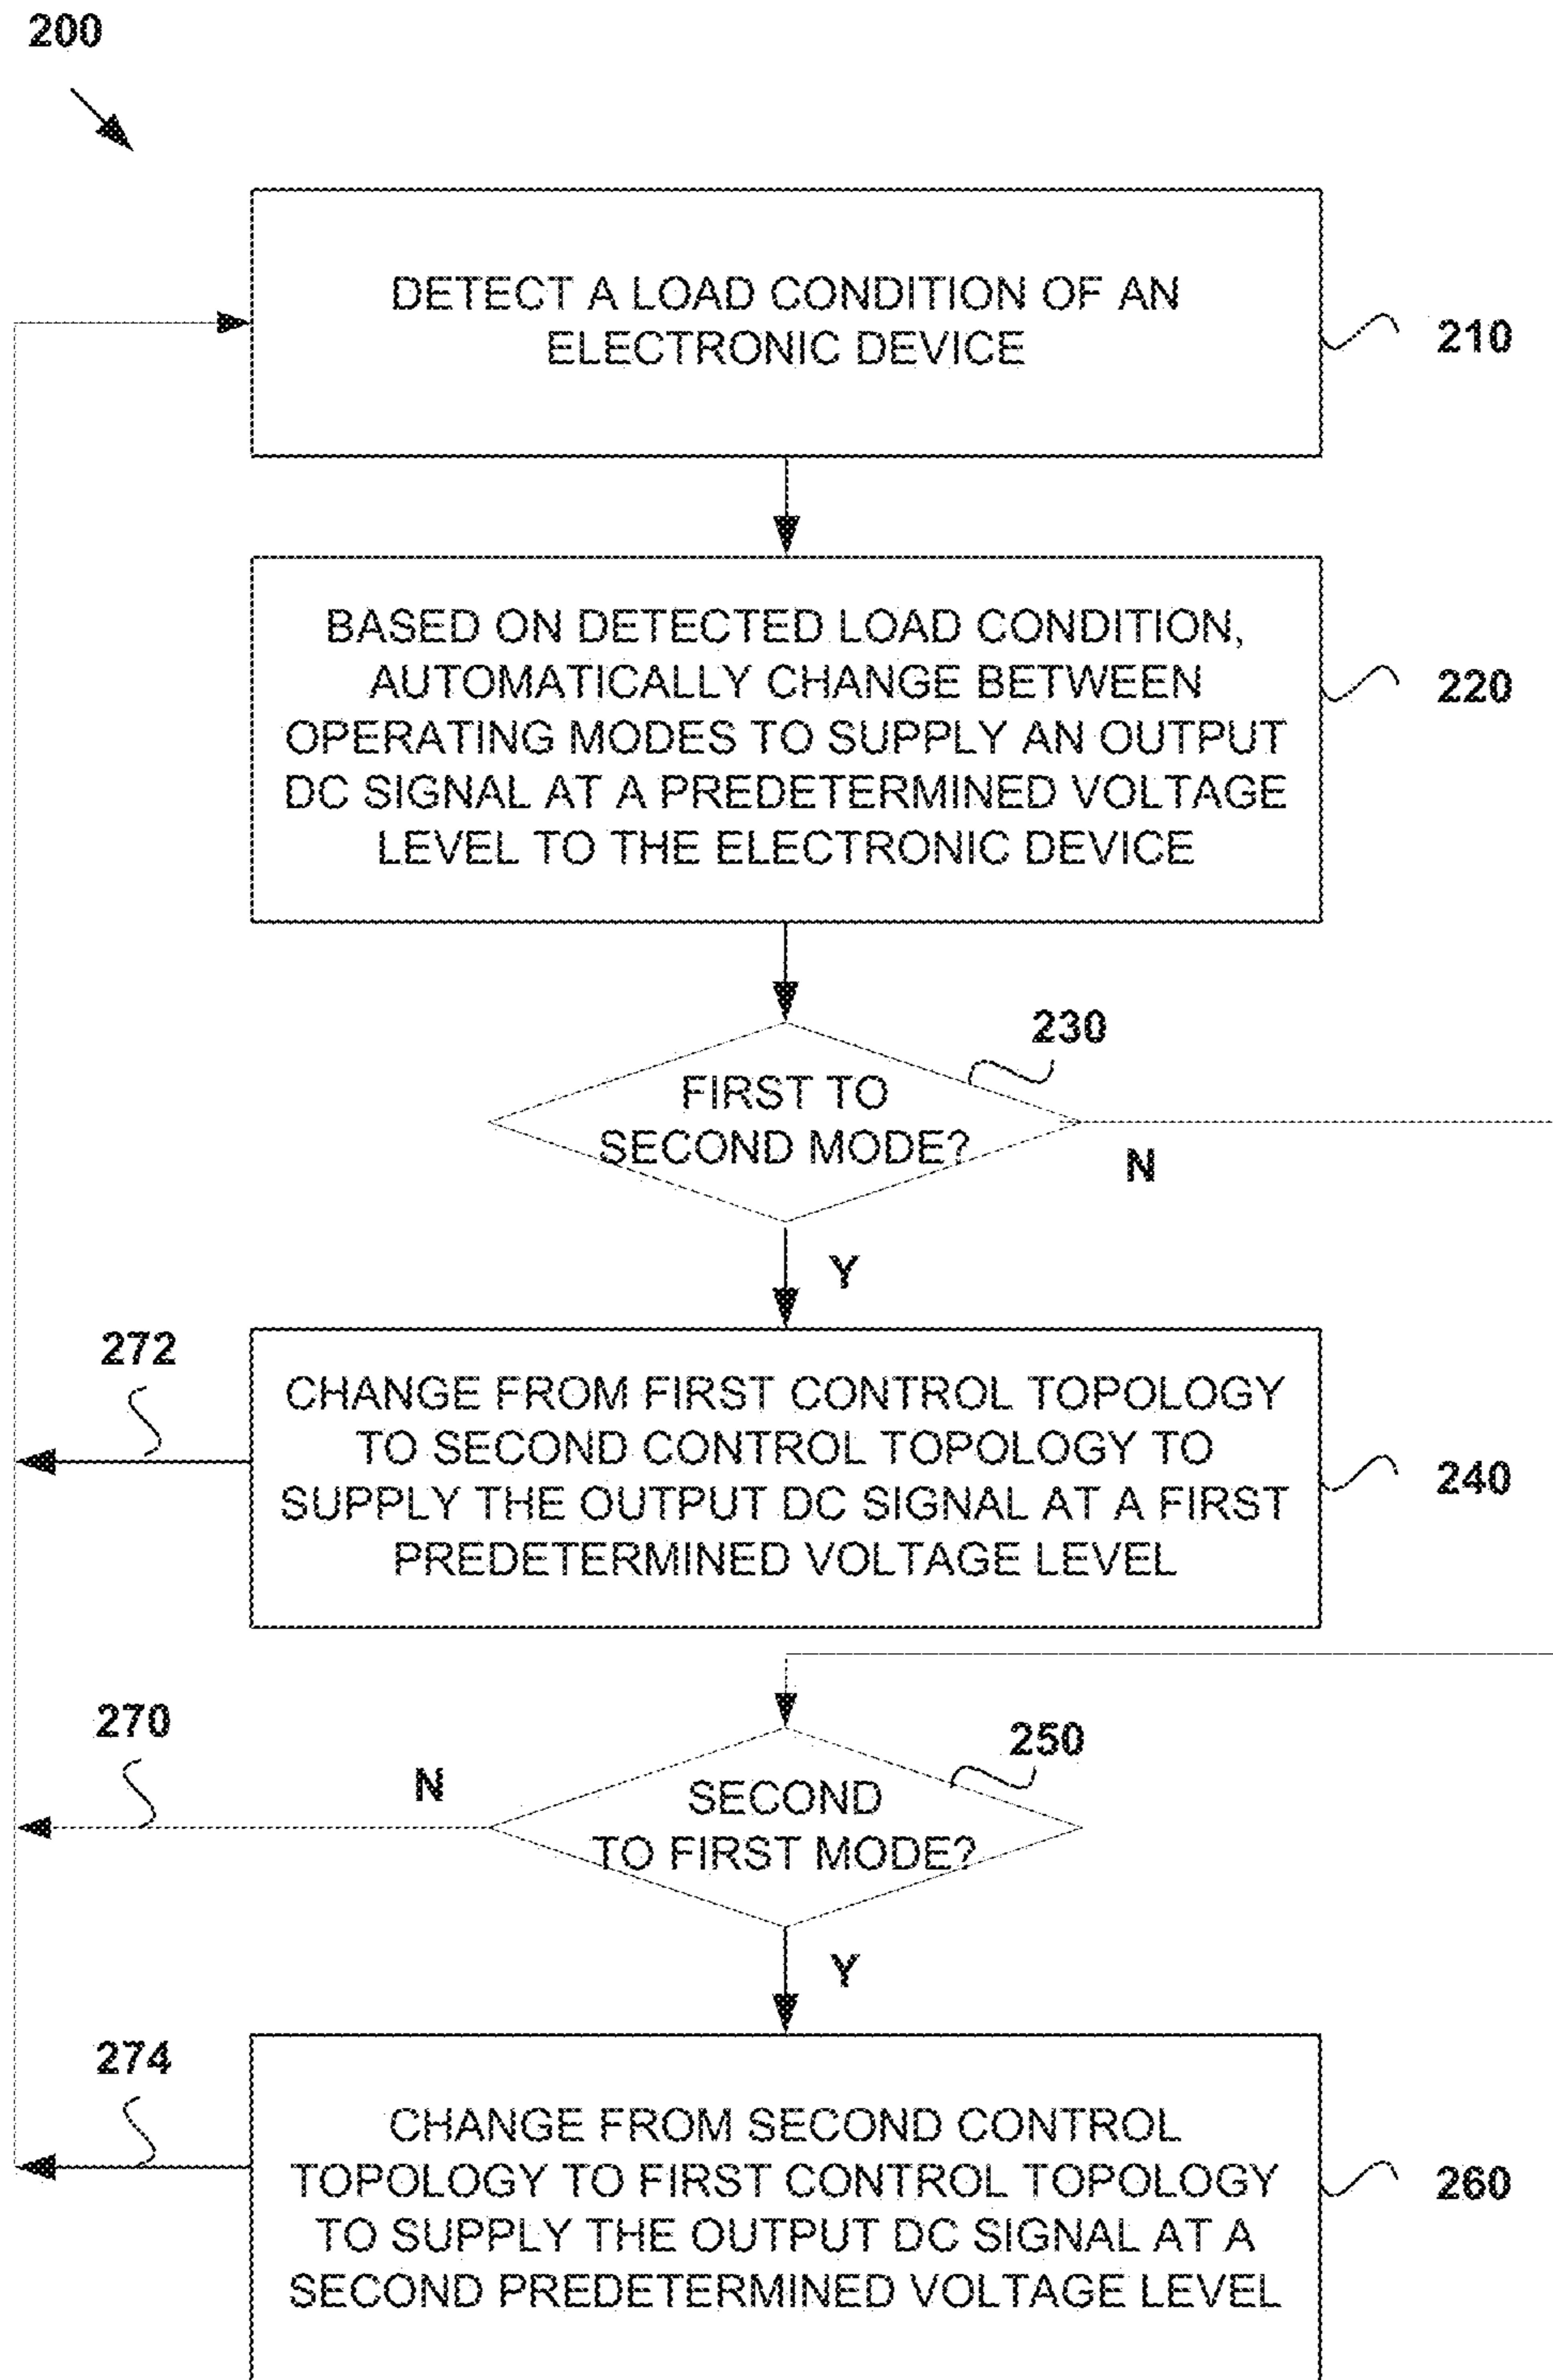 200
DETECT A LOAD CONDITION OF AN
ELECTRONIC DEVICE
210
BASED ON DETECTED LOAD CONDITION,
AUTOMATICALLY CHANGE BETWEEN
OPERATING MODES TO SUPPLY AN OUTPUT
DC SIGNAL AT A PREDETERMINED VOLTAGE
LEVEL TO THE ELECTRONIC DEVICE
220
230
FIRST TO
SECOND MODE?
N
Y
272
CHANGE FROM FIRST CONTROL TOPOLOGY
TO SECOND CONTROL TOPOLOGY TO
SUPPLY THE OUTPUT DC SIGNAL AT A FIRST
PREDETERMINED VOLTAGE LEVEL
240
270
N
250
SECOND
TO FIRST MODE?
Y
274
CHANGE FROM SECOND CONTROL
TOPOLOGY TO FIRST CONTROL TOPOLOGY
TO SUPPLY THE OUTPUT DC SIGNAL AT A
SECOND PREDETERMINED VOLTAGE LEVEL
260